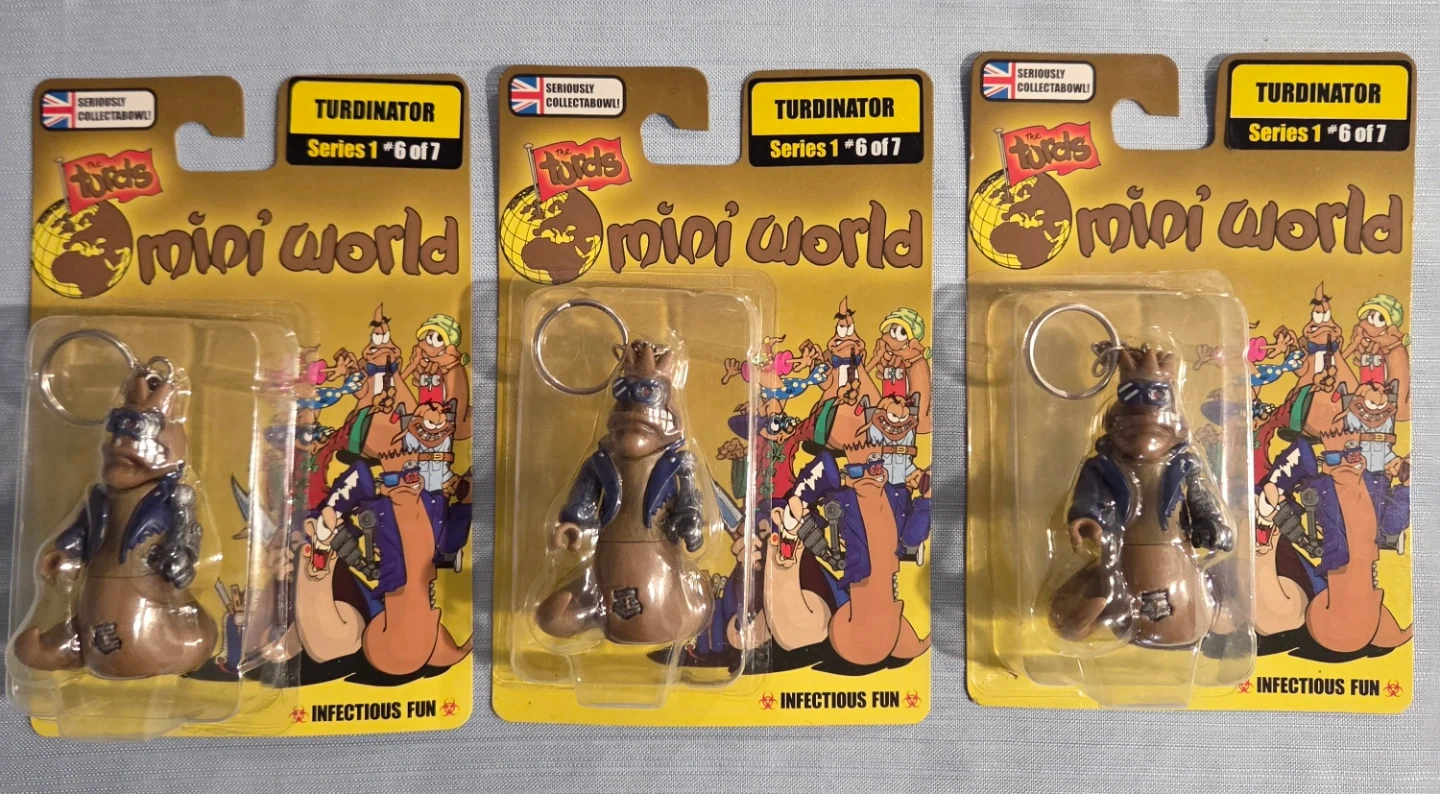 SERIOUSLY
COLLECTABOWL!
TURDINATOR
Series 1 #6 of 7
the
turds
mini' world
INFECTIOUS FUN
SERIOUSLY
COLLECTABOWL!
TURDINATOR
Series 1 #6 of 7
the
turds
mini' world
INFECTIOUS FUN
SERIOUSLY
COLLECTABOWL!
TURDINATOR
Series 1 #6 of 7
the
turds
mini' world
INFECTIOUS FUN